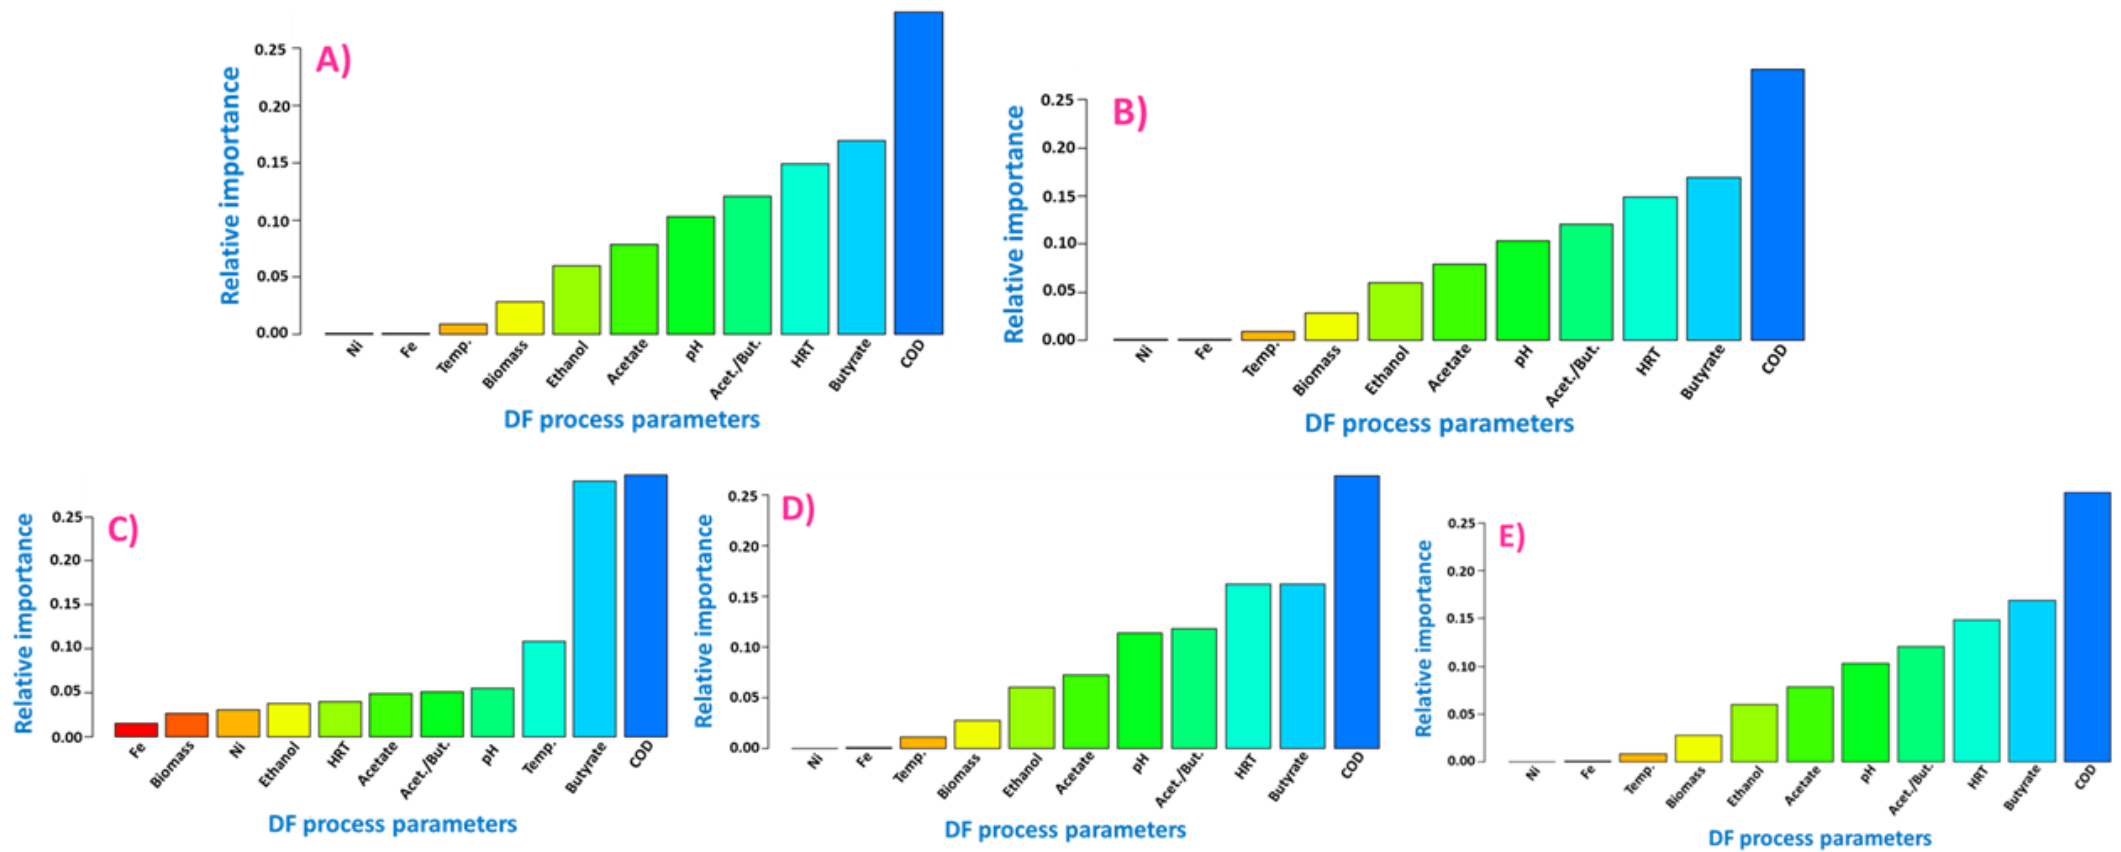 A)
Relative importance
0.25
0.20
0.15
0.10
0.05
0.00
Ni
Fe
Temp.
Biomass
Ethanol
Acetate
pH
Acet./But.
HRT
Butyrate
COD
DF process parameters
B)
Relative importance
0.25
0.20
0.15
0.10
0.05
0.00
Ni
Fe
Temp.
Biomass
Ethanol
Acetate
pH
Acet./But.
HRT
Butyrate
COD
DF process parameters
C)
Relative importance
0.25
0.20
0.15
0.10
0.05
0.00
Fe
Biomass
Ni
Ethanol
HRT
Acetate
Acet./But.
pH
Temp.
Butyrate
COD
DF process parameters
D)
Relative importance
0.25
0.20
0.15
0.10
0.05
0.00
Ni
Fe
Temp.
Biomass
Ethanol
Acetate
pH
Acet./But.
HRT
Butyrate
COD
DF process parameters
E)
Relative importance
0.25
0.20
0.15
0.10
0.05
0.00
Ni
Fe
Temp.
Biomass
Ethanol
Acetate
pH
Acet./But.
HRT
Butyrate
COD
DF process parameters